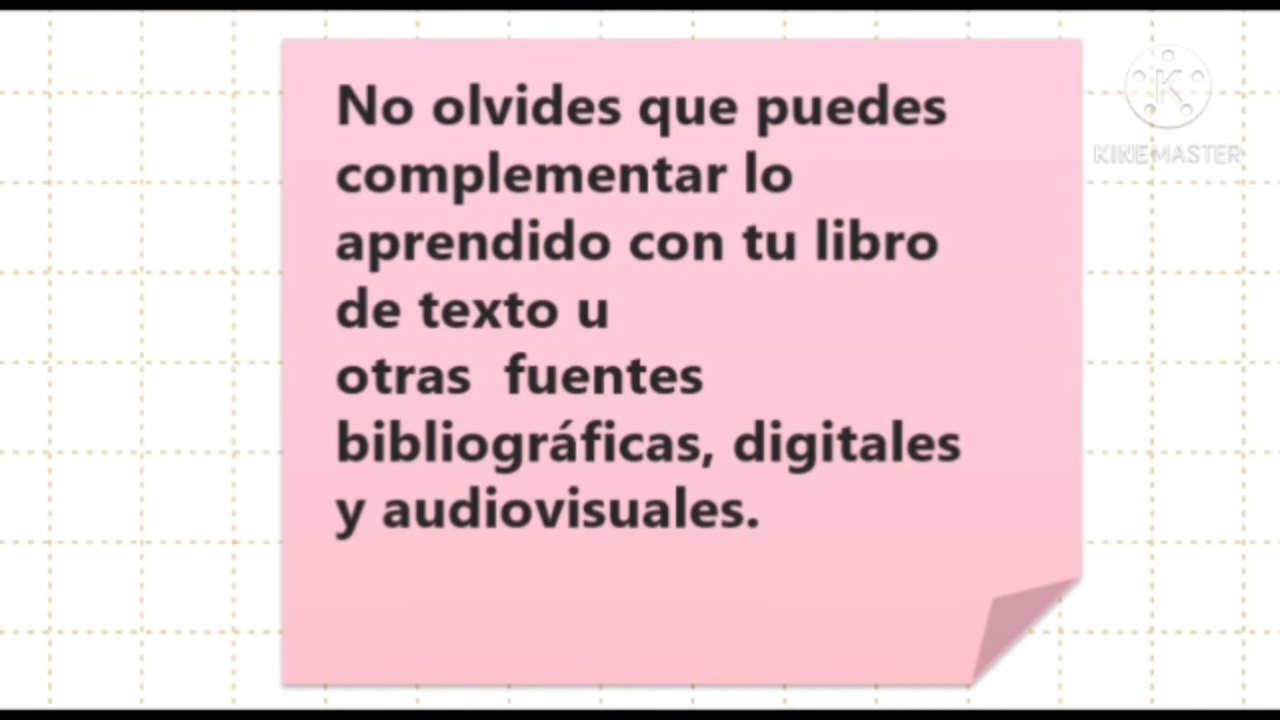 No olvides que puedes
complementar lo
aprendido con tu libro
de texto u
otras  fuentes
bibliográficas, digitales
y audiovisuales.
K
KINEMASTER